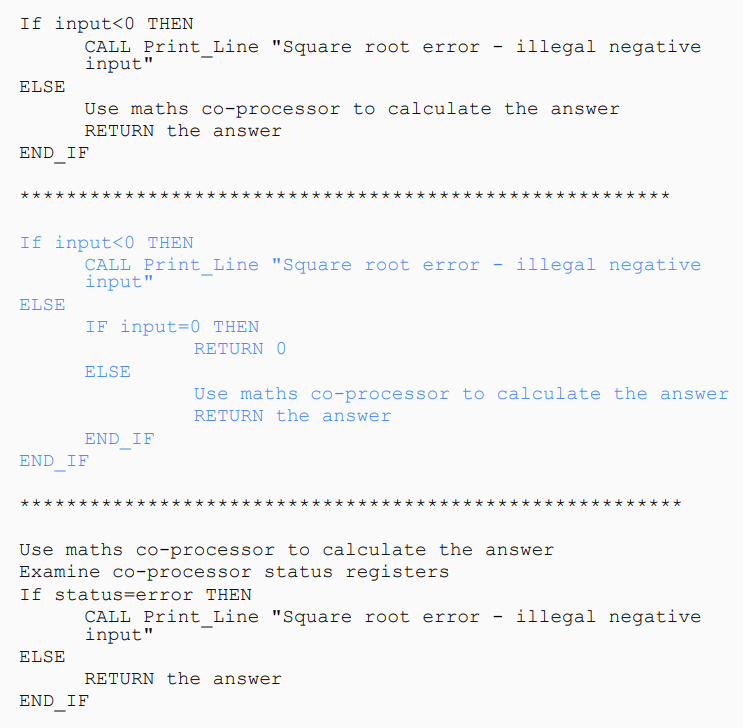 If input<0 THEN
CALL Print_Line "Square root error - illegal negative
input"
ELSE
Use maths co-processor to calculate the answer
RETURN the answer
END_IF
********************************************************
If input<0 THEN
CALL Print_Line "Square root error - illegal negative
input"
ELSE
IF input=0 THEN
RETURN 0
ELSE
Use maths co-processor to calculate the answer
RETURN the answer
END_IF
END_IF
*********************************************************
Use maths co-processor to calculate the answer
Examine co-processor status registers
If status=error THEN
CALL Print_Line "Square root error - illegal negative
input"
ELSE
RETURN the answer
END_IF